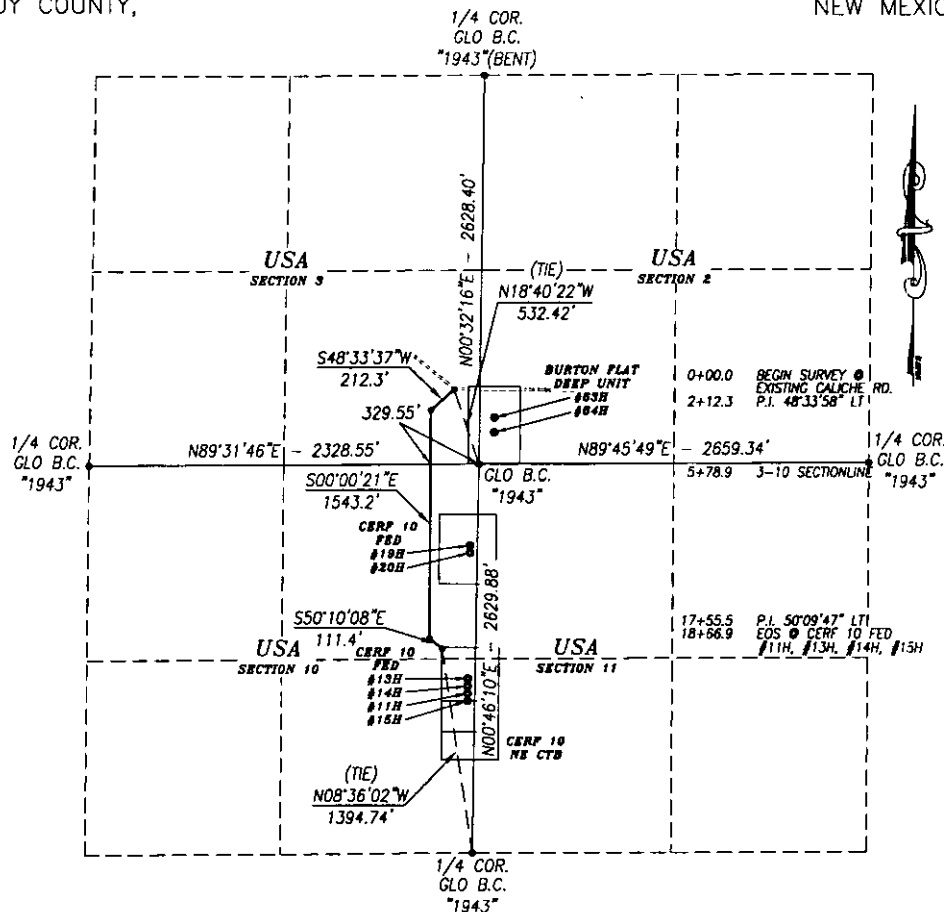 DY COUNTY,
NEW MEXIC
1/4 COR.
GLO B.C.
"1943"(BENT)
N00°32'16"E - 2628.40'
USA
SECTION 3
USA
SECTION 2
(TIE)
N18°40'22"W
532.42'
S48°33'37"W
212.3'
BURTON FLAT
DEEP UNIT
#63H
#64H
0+00.0 BEGIN SURVEY @
EXISTING CALICHE RD.
2+12.3 P.I. 48°33'58" LT
329.55'
1/4 COR.
GLO B.C.
"1943"
N89°31'46"E - 2328.55'
GLO B.C.
"1943"
N89°45'49"E - 2659.34'
5+78.9 3-10 SECTIONLINE
1/4 COR.
GLO B.C.
"1943"
S00°00'21"E
1543.2'
CERF 10
FED
#19H
#20H
N00°46'10"E - 2629.88'
S50°10'08"E
111.4'
17+55.5 P.I. 50°09'47" LT
18+66.9 EOS @ CERF 10 FED
#11H, #13H, #14H, #15H
USA
SECTION 10
USA
SECTION 11
CERF 10
FED
#13H
#14H
#11H
#15H
CERF 10
NE CTB
(TIE)
N08°36'02"W
1394.74'
1/4 COR.
GLO B.C.
"1943"